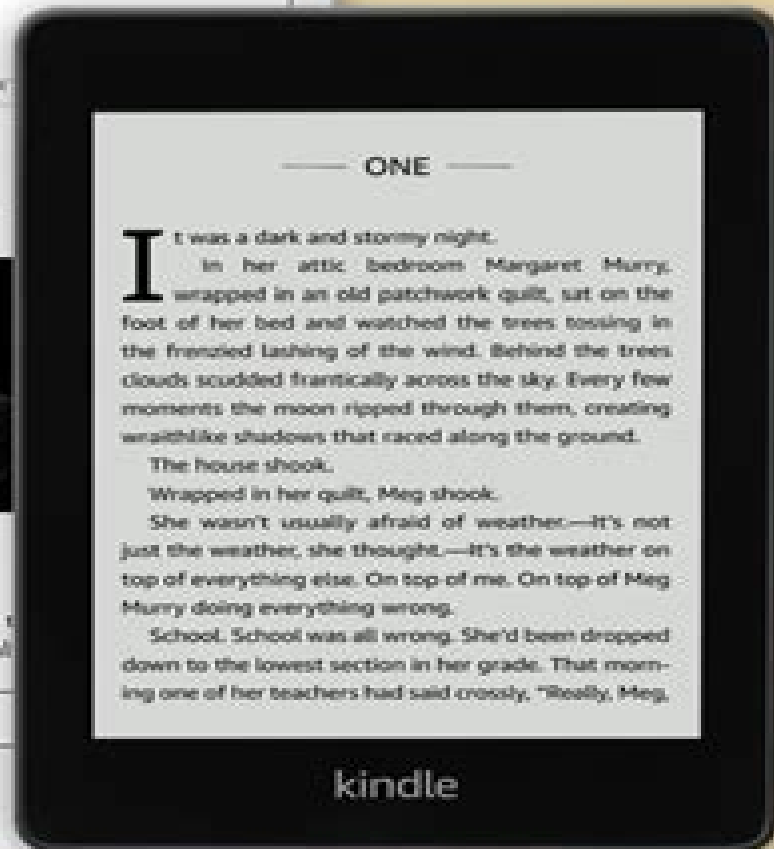 ONE
It was a dark and stormy night.
In her attic bedroom Margaret Murry,
wrapped in an old patchwork quilt, sat on the
foot of her bed and watched the trees tossing in
the frenzied lashing of the wind. Behind the trees
clouds scudded frantically across the sky. Every few
moments the moon ripped through them, creating
wraithlike shadows that raced along the ground.
The house shook.
Wrapped in her quilt, Meg shook.
She wasn't usually afraid of weather.—It's not
just the weather, she thought.—It's the weather on
top of everything else. On top of me. On top of Meg
Murry doing everything wrong.
School. School was all wrong. She'd been dropped
down to the lowest section in her grade. That morn-
ing one of her teachers had said crossly, "Really, Meg,
kindle